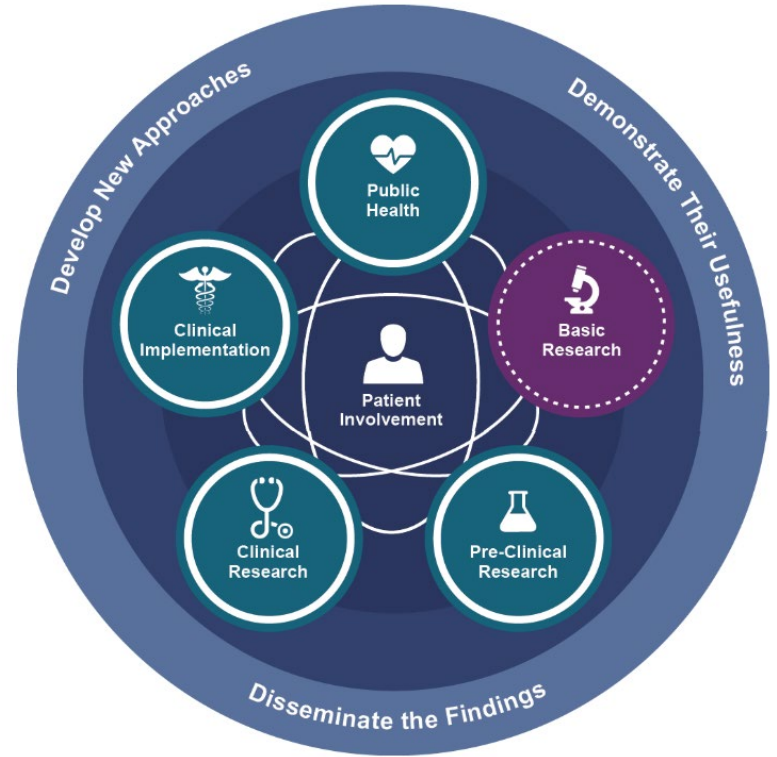 Develop New Approaches
Demonstrate Their Usefulness
Public
Health
Clinical
Implementation
Basic
Research
Patient
Involvement
Clinical
Research
Pre-Clinical
Research
Disseminate the Findings